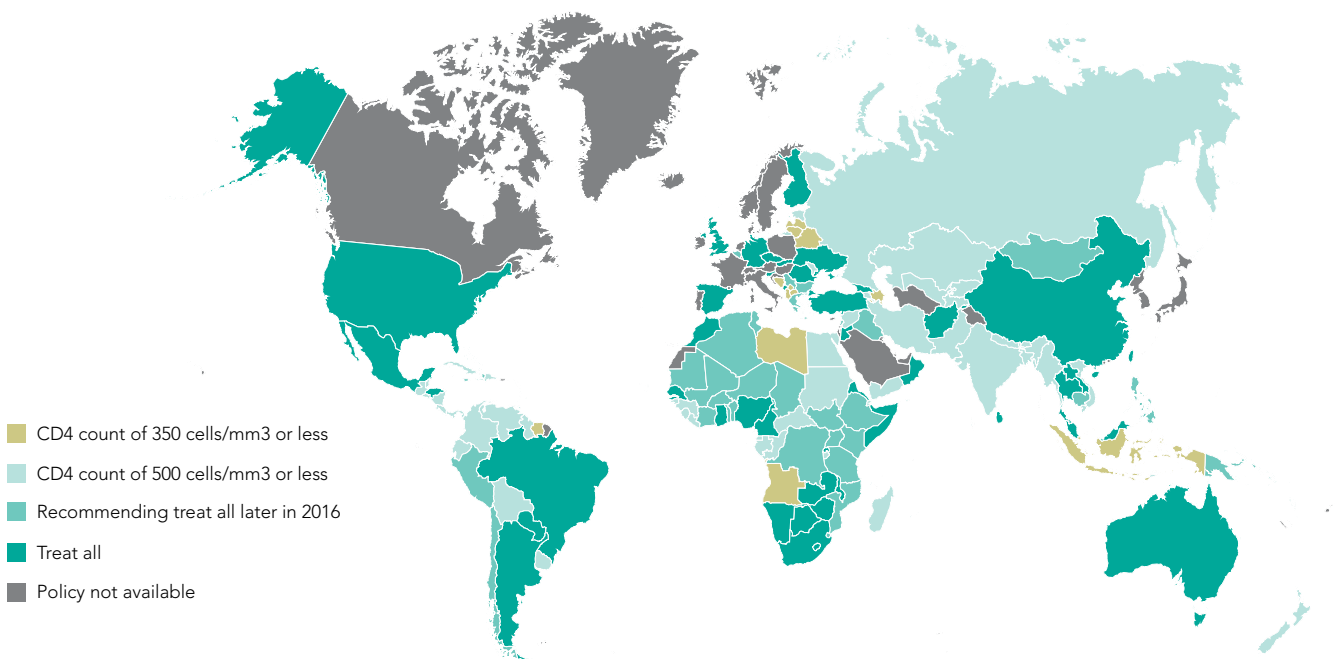 CD4 count of 350 cells/mm3 or less
CD4 count of 500 cells/mm3 or less
Recommending treat all later in 2016
Treat all
Policy not available